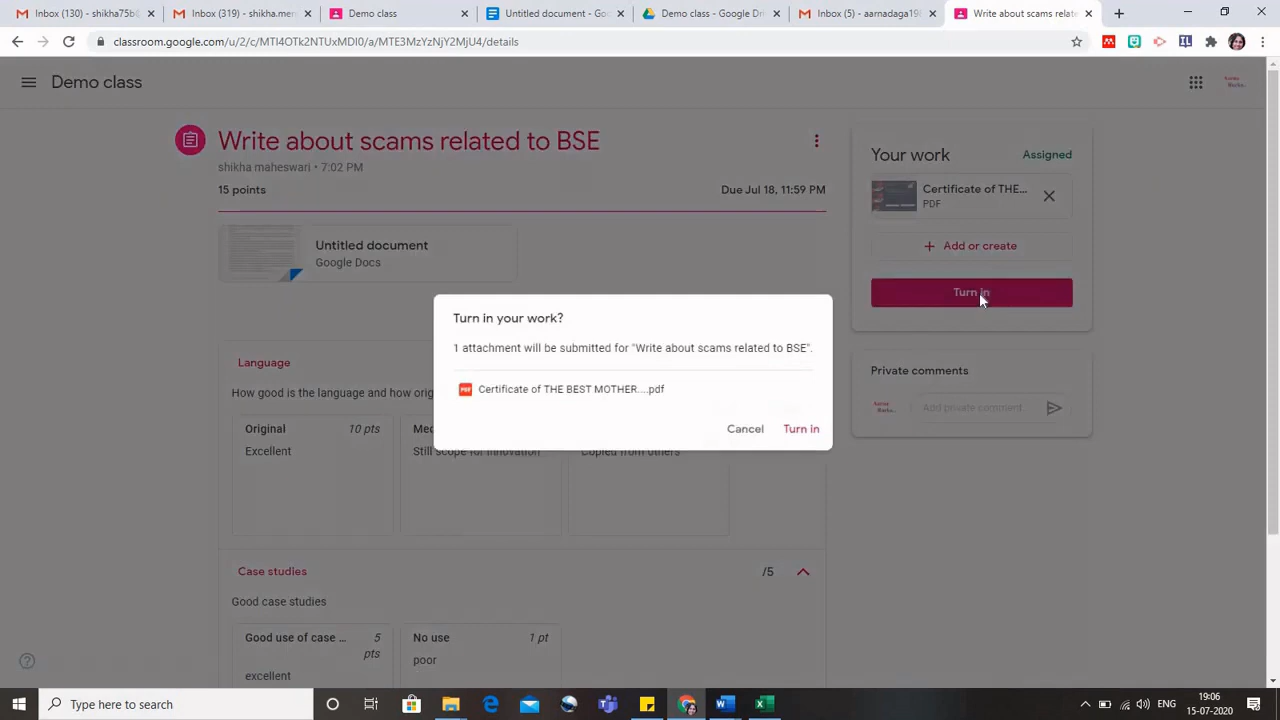 Inbox (130) - shikha75b@
Inbox (319) - shikha.mer
Demo class
Untitled document - Goo
Demo class - Google Dr
Inbox (5) - aarnadaga19
Write about scams relate
classroom.google.com/u/2/c/MTI4OTk2NTUxMDI0/a/MTE3MzYzNjY2MjU4/details
Demo class
Write about scams related to BSE
shikha maheswari • 7:02 PM
15 points
Due Jul 18, 11:59 PM
Untitled document
Google Docs
Your work
Assigned
Certificate of THE...
PDF
+ Add or create
Turn in
Private comments
Add private comment
Turn in your work?
1 attachment will be submitted for "Write about scams related to BSE".
PDF Certificate of THE BEST MOTHER....pdf
Cancel
Turn in
Language
How good is the language and how orig
Original 10 pts
Excellent
Med
Still scope for innovation
Copied from others
Case studies
/5
Good case studies
Good use of case ... 5 pts
excellent
No use 1 pt
poor
Type here to search
ENG
19:06
15-07-2020